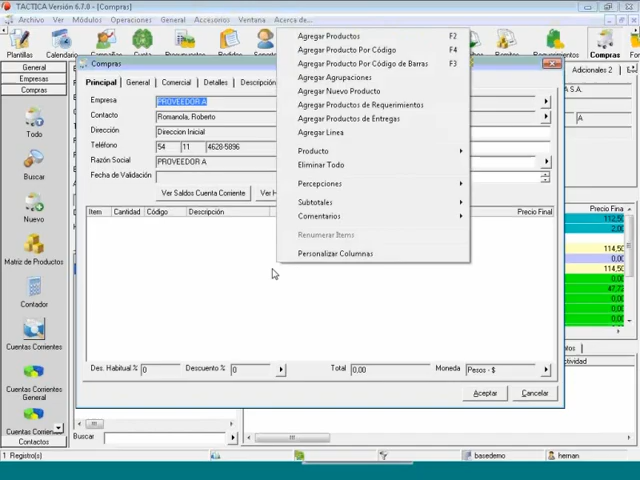 TACTICA Versión 6.7.0 - [Compras]
Archivo Ver Módulos Operaciones General Accesorios Ventana Acerca de...
Plantillas Calendario Compras
General
Empresas
Compras
Todo
Buscar
Nuevo
Matriz de Productos
Contador
Cuentas Corrientes
Cuentas Corrientes General
Cuentas Corrientes
Contactos
Compras
Principal General Comercial Detalles Descripción
Adicionales 2
Empresa PROVEEDOR A
Contacto Romanola, Roberto
Dirección Direccion Inicial
Teléfono 54 11 4628-5896
Razón Social PROVEEDOR A
Fecha de Validación
Ver Saldos Cuenta Corriente
Item Cantidad Código Descripción Precio Final
Agregar Productos F2
Agregar Producto Por Código F4
Agregar Producto Por Código de Barras F3
Agregar Agrupaciones
Agregar Nuevo Producto
Agregar Productos de Requerimientos
Agregar Productos de Entregas
Agregar Linea
Producto
Eliminar Todo
Percepciones
Subtotales
Comentarios
Renumerar Items
Personalizar Columnas
S.A.
A
Precio Final
112,50
2,00
114,50
0,00
114,50
0,00
47,72
0,00
0,00
0,00
Des. Habitual % 0 Descuento % 0 Total 0,00 Moneda Pesos - $
Aceptar Cancelar
Buscar
1 Registro(s) basedemo hernan